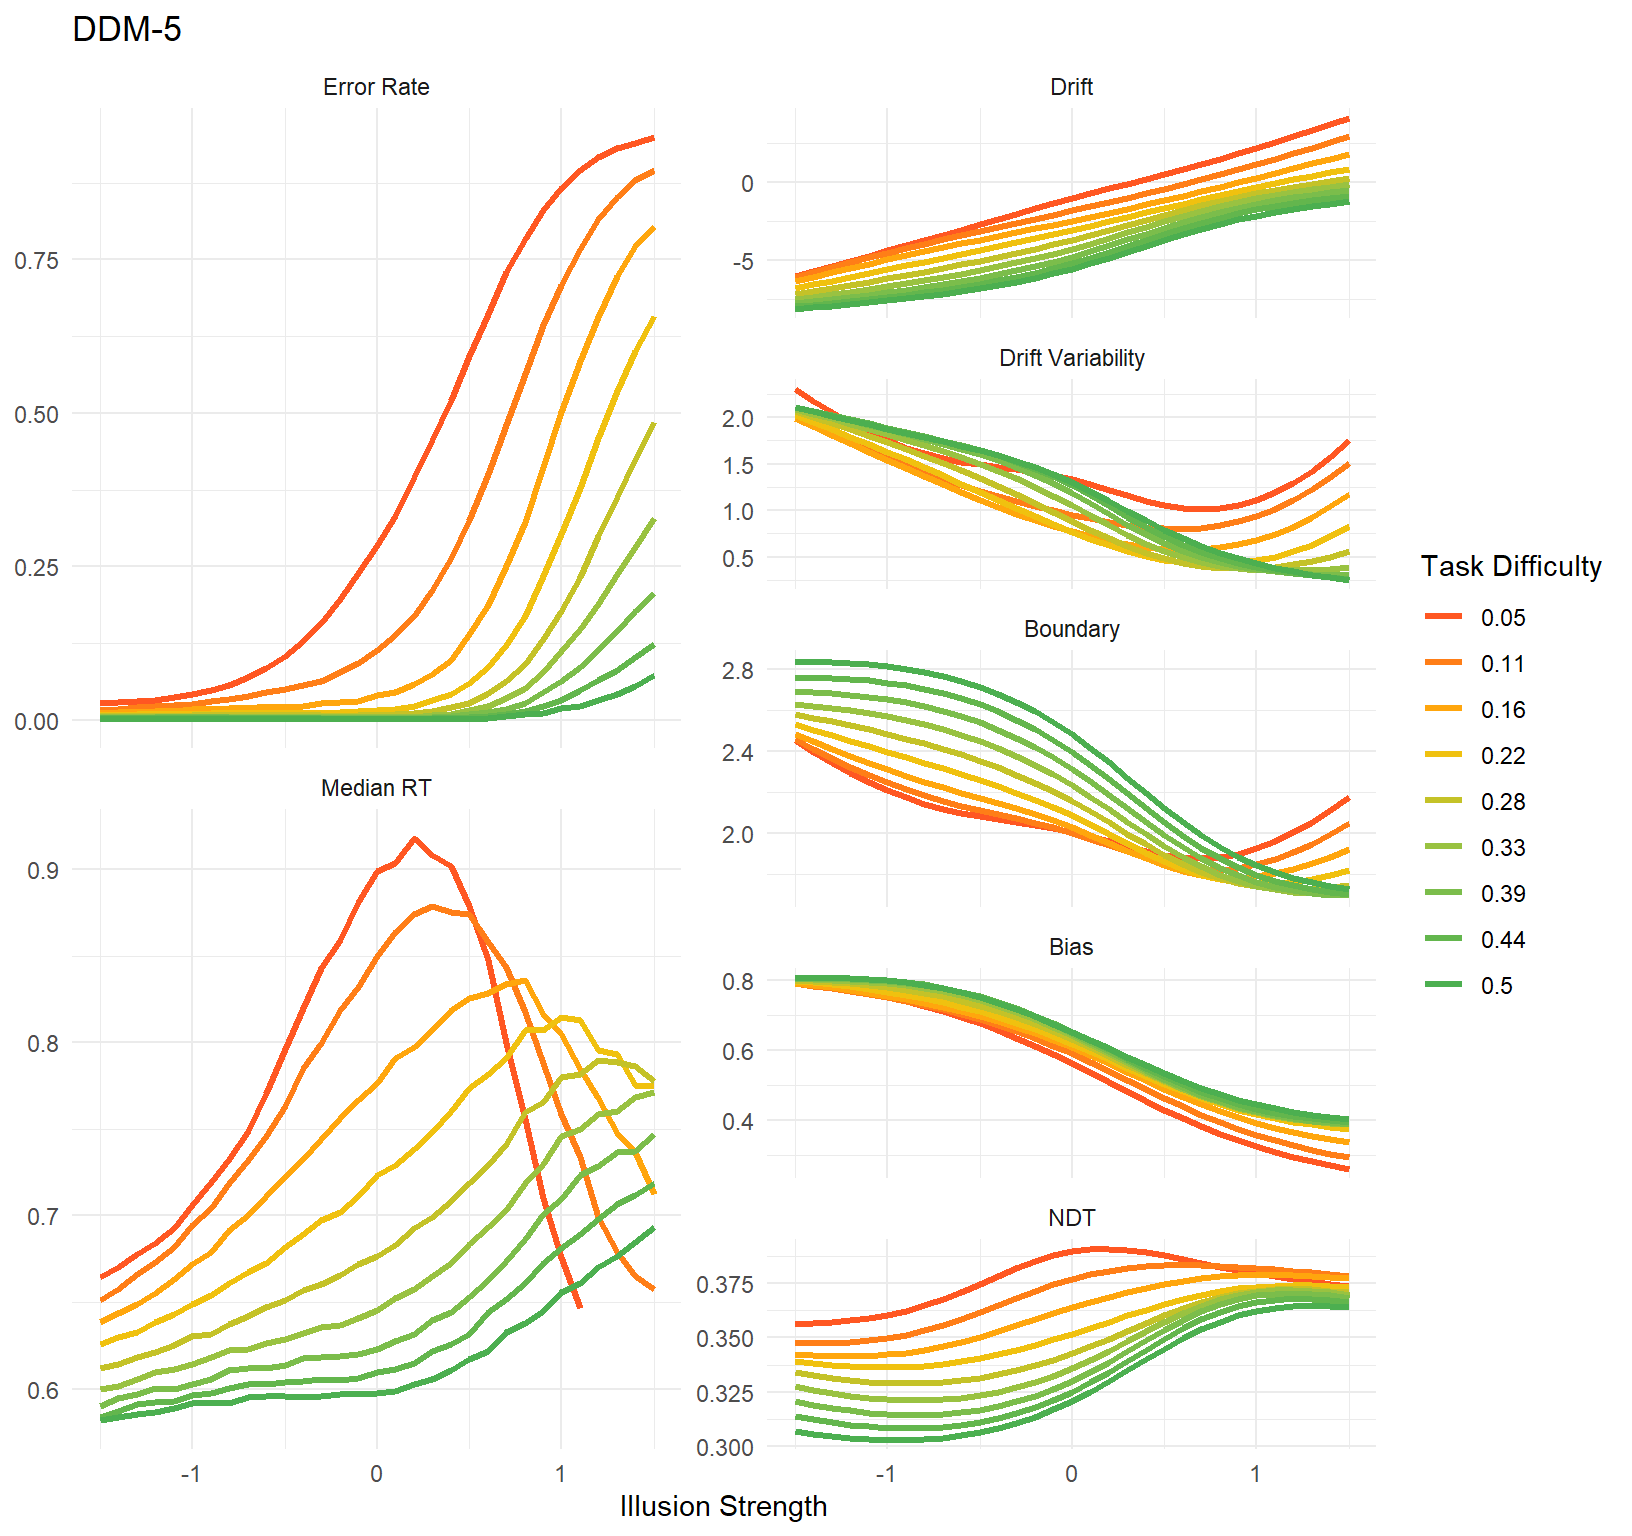 DDM-5
Error Rate
0.75
0.50
0.25
0.00
Median RT
0.9
0.8
0.7
0.6
-1 0 1
Drift
0
-5
Drift Variability
2.0
1.5
1.0
0.5
Boundary
2.8
2.4
2.0
Bias
0.8
0.6
0.4
NDT
0.375
0.350
0.325
0.300
-1 0 1
Illusion Strength
Task Difficulty
0.05
0.11
0.16
0.22
0.28
0.33
0.39
0.44
0.5